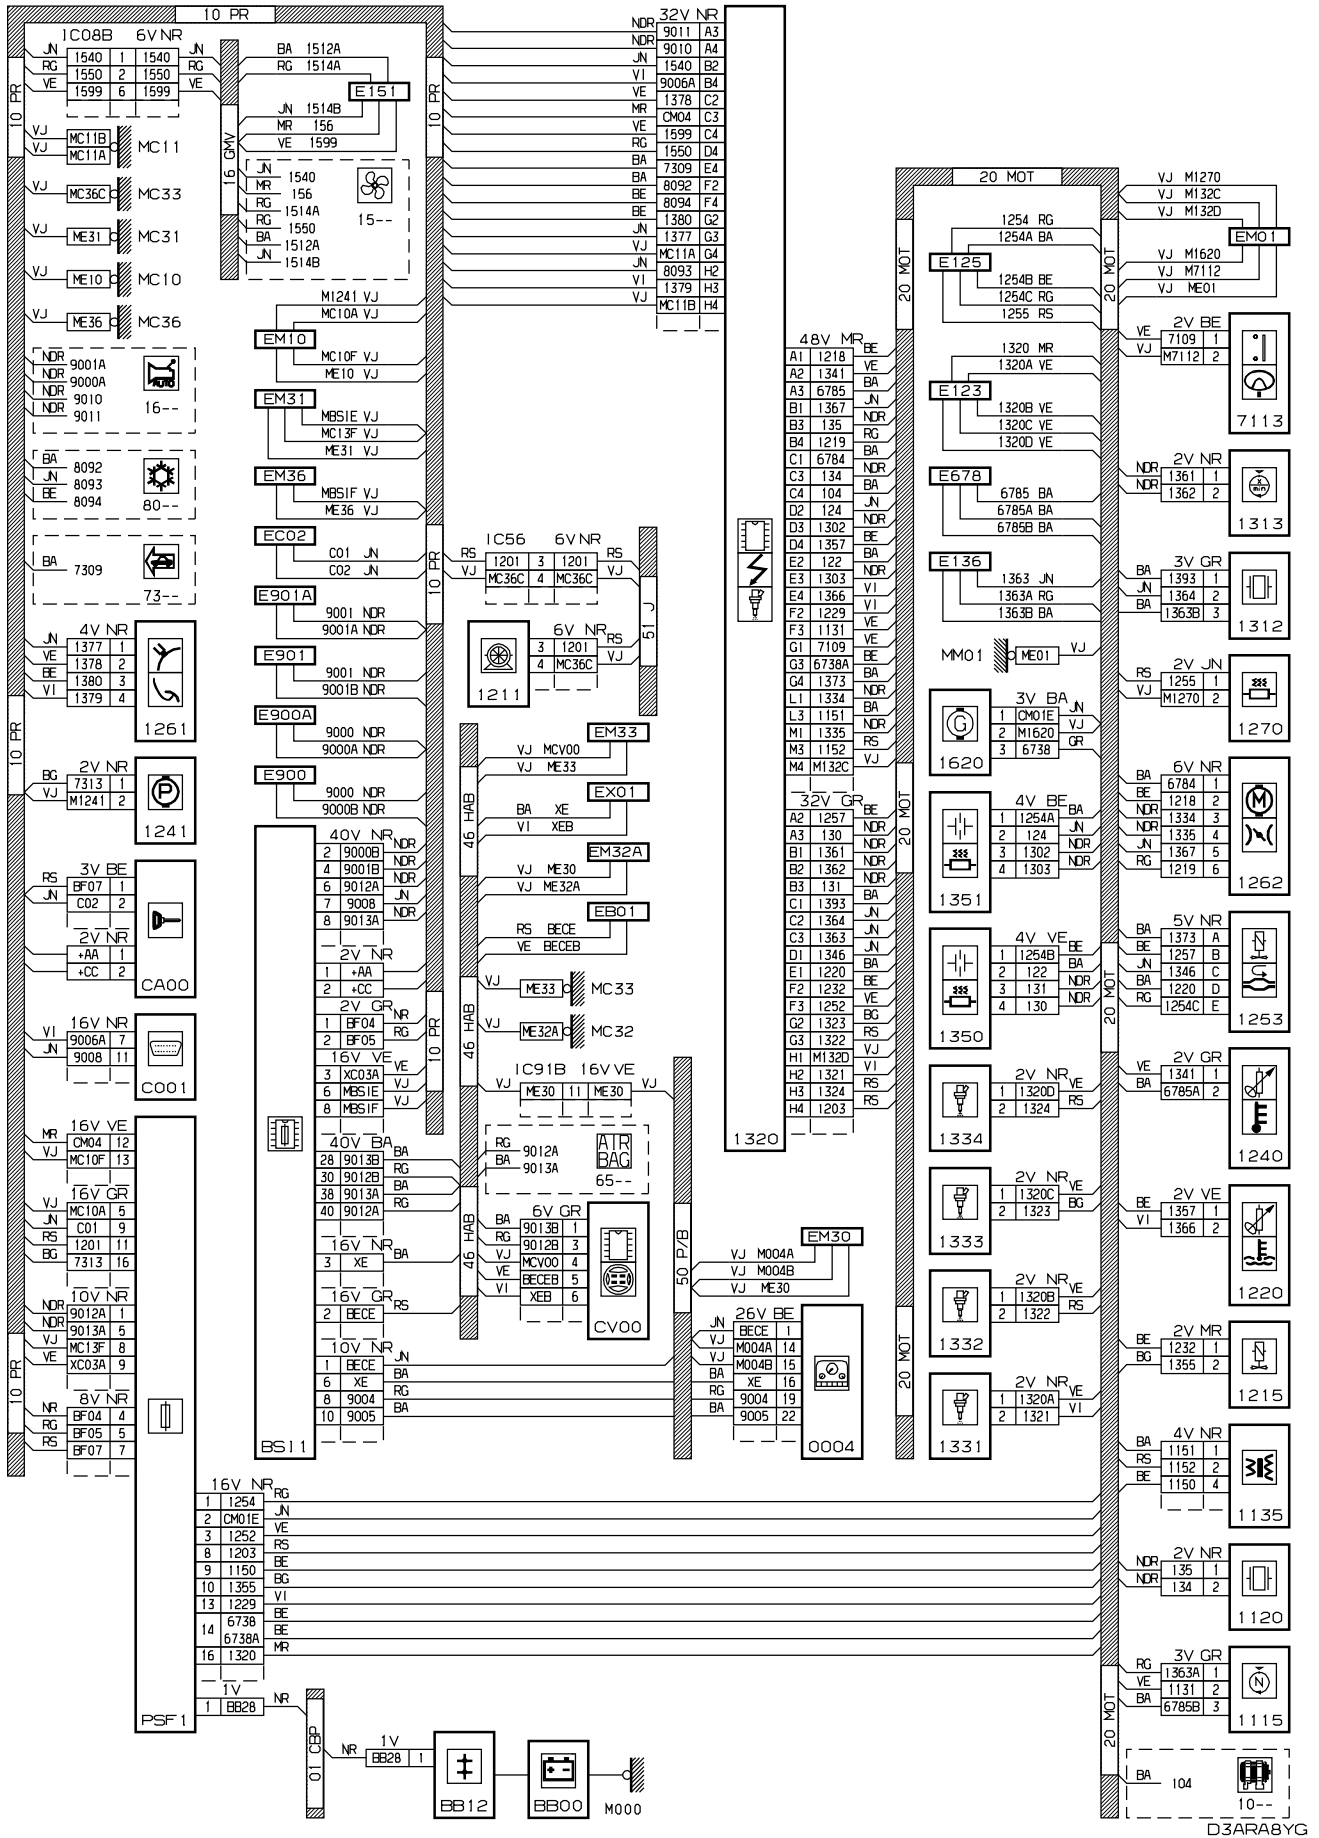 10 PR
1C08B 6V NR
JN 1540 1 1540 JN
RG 1550 2 1550 RG
VE 1599 6 1599 VE
10 PR
VJ MC11B
VJ MC11A MC11
VJ MC36C MC33
VJ ME31 MC31
VJ ME10 MC10
VJ ME36 MC36
NDR 9001A
NDR 9000A
NDR 9010
NDR 9011
AUTO
16--
BA 8092
JN 8093
BE 8094
80--
BA 7309
73--
4V NR
JN 1377 1
VE 1378 2
BE 1380 3
VI 1379 4
1261
10 PR
2V NR
BG 7313 1
VJ M1241 2
P
1241
3V BE
RS BF07 1
JN C02 2
2V NR
+AA 1
+CC 2
CA00
16V NR
VI 9006A 7
JN 9008 11
C001
16V VE
MR CM04 12
VJ MC10F 13
16V GR
VJ MC10A 5
JN C01 9
RS 1201 11
BG 7313 16
10V NR
NDR 9012A 1
NDR 9013A 5
VJ MC13F 8
VE XC03A 9
10 PR
8V NR
NR BF04 4
RG BF05 5
RS BF07 7
PSF1
16V NR
1 1254 RG
2 CM01E JN
3 1252 VE
8 1203 RS
9 1150 BE
10 1355 BG
13 1229 VI
14 6738 BE
6738A BE
16 1320 MR
1V
1 BB28 NR
01 CBP
1V
NR BB28 1
BB12
BB00
M000
16 GMV
BA 1512A
RG 1514A
E151
JN 1514B
MR 156
VE 1599
JN 1540
MR 156
RG 1514A
RG 1550
BA 1512A
JN 1514B
15--
10 PR
M1241 VJ
MC10A VJ
EM10
MC10F VJ
ME10 VJ
EM31
MBSIE VJ
MC13F VJ
ME31 VJ
EM36
MBSIF VJ
ME36 VJ
EC02
C01 JN
C02 JN
10 PR
E901A
9001 NDR
9001A NDR
E901
9001 NDR
9001B NDR
E900A
9000 NDR
9000A NDR
E900
9000 NDR
9000B NDR
40V NR
2 9000B NDR
4 9001B NDR
6 9012A NDR
7 9008 JN
8 9013A NDR
2V NR
1 +AA
2 +CC
2V GR
1 BF04 NR
2 BF05 RG
10 PR
16V VE
3 XC03A VE
6 MBSIE VJ
8 MBSIF VJ
40V BA
28 9013B BA
30 9012B RG
38 9013A BA
40 9012A RG
16V NR
3 XE BA
16V GR
2 BECE RS
10V NR
1 BECE JN
6 XE BA
8 9004 RG
10 9005 BA
BSI1
1C56 6V NR
RS 1201 3 1201 RS
VJ MC36C 4 MC36C VJ
51 J
6V NR
3 1201 RS
4 MC36C VJ
1211
46 HAB
EM33
VJ MCV00
VJ ME33
EX01
BA XE
VI XEB
EM32A
VJ ME30
VJ ME32A
EB01
RS BECE
VE BECEB
46 HAB
VJ ME33 MC33
VJ ME32A MC32
1C91B 16V VE
VJ ME30 11 ME30 VJ
RG 9012A
BA 9013A
AIR
BAG
65--
46 HAB
6V GR
BA 9013B 1
RG 9012B 3
VJ MCV00 4
VE BECEB 5
VI XEB 6
CV00
50 P/B
EM30
VJ M004A
VJ M004B
VJ ME30
26V BE
JN BECE 1
VJ M004A 14
VJ M004B 15
BA XE 16
RG 9004 19
BA 9005 22
0004
32V NR
NDR 9011 A3
NDR 9010 A4
JN 1540 B2
VI 9006A B4
VE 1378 C2
MR CM04 C3
VE 1599 C4
RG 1550 D4
BA 7309 E4
BA 8092 F2
BE 8094 F4
BE 1380 G2
JN 1377 G3
VJ MC11A G4
JN 8093 H2
VI 1379 H3
VJ MC11B H4
48V MR
A1 1218 BE
A2 1341 VE
A3 6785 BA
B1 1367 JN
B3 135 NDR
B4 1219 RG
C1 6784 BA
C3 134 NDR
C4 104 BA
D2 124 JN
D3 1302 NDR
D4 1357 BE
E2 122 BA
E3 1303 NDR
E4 1366 VI
F2 1229 VI
F3 1131 VE
G1 7109 VE
G3 6738A BE
G4 1373 BA
L1 1334 NDR
L3 1151 BA
M1 1335 NDR
M3 1152 RS
M4 M132C VJ
32V GR
A2 1257 BE
A3 130 NDR
B1 1361 NDR
B2 1362 NDR
B3 131 NDR
C1 1393 BA
C2 1364 JN
C3 1363 JN
D1 1346 JN
E1 1220 BA
F2 1232 BE
F3 1252 VE
G2 1323 BG
G3 1322 RS
H1 M132D VJ
H2 1321 VI
H3 1324 RS
H4 1203 RS
1320
20 MOT
20 MOT
1254 RG
1254A BA
E125
1254B BE
1254C RG
1255 RS
1320 MR
1320A VE
E123
1320B VE
1320C VE
1320D VE
E678
6785 BA
6785A BA
6785B BA
E136
1363 JN
1363A RG
1363B BA
MM01 ME01 VJ
3V BA
1 CM01E JN
2 M1620 VJ
3 6738 GR
G
1620
20 MOT
4V BE
1 1254A BA
2 124 JN
3 1302 NDR
4 1303 NDR
1351
4V VE
1 1254B BE
2 122 BA
3 131 NDR
4 130 NDR
1350
2V NR
1 1320D VE
2 1324 RS
1334
2V NR
1 1320C VE
2 1323 BG
1333
2V NR
1 1320B VE
2 1322 RS
1332
20 MOT
2V NR
1 1320A VE
2 1321 VI
1331
20 MOT
VJ M1270
VJ M132C
VJ M132D
EM01
VJ M1620
VJ M7112
VJ ME01
2V BE
VE 7109 1
VJ M7112 2
7113
2V NR
NDR 1361 1
NDR 1362 2
x
min
1313
3V GR
BA 1393 1
JN 1364 2
BA 1363B 3
1312
2V JN
RS 1255 1
VJ M1270 2
1270
6V NR
BA 6784 1
BE 1218 2
NDR 1334 3
NDR 1335 4
JN 1367 5
RG 1219 6
M
1262
20 MOT
5V NR
BA 1373 A
BE 1257 B
JN 1346 C
BA 1220 D
RG 1254C E
1253
2V GR
VE 1341 1
BA 6785A 2
1240
2V VE
BE 1357 1
VI 1366 2
1220
2V MR
BE 1232 1
BG 1355 2
1215
4V NR
BA 1151 1
RS 1152 2
BE 1150 4
1135
2V NR
NDR 135 1
NDR 134 2
1120
20 MOT
3V GR
RG 1363A 1
VE 1131 2
BA 6785B 3
N
1115
BA 104
10--
D3ARA8YG